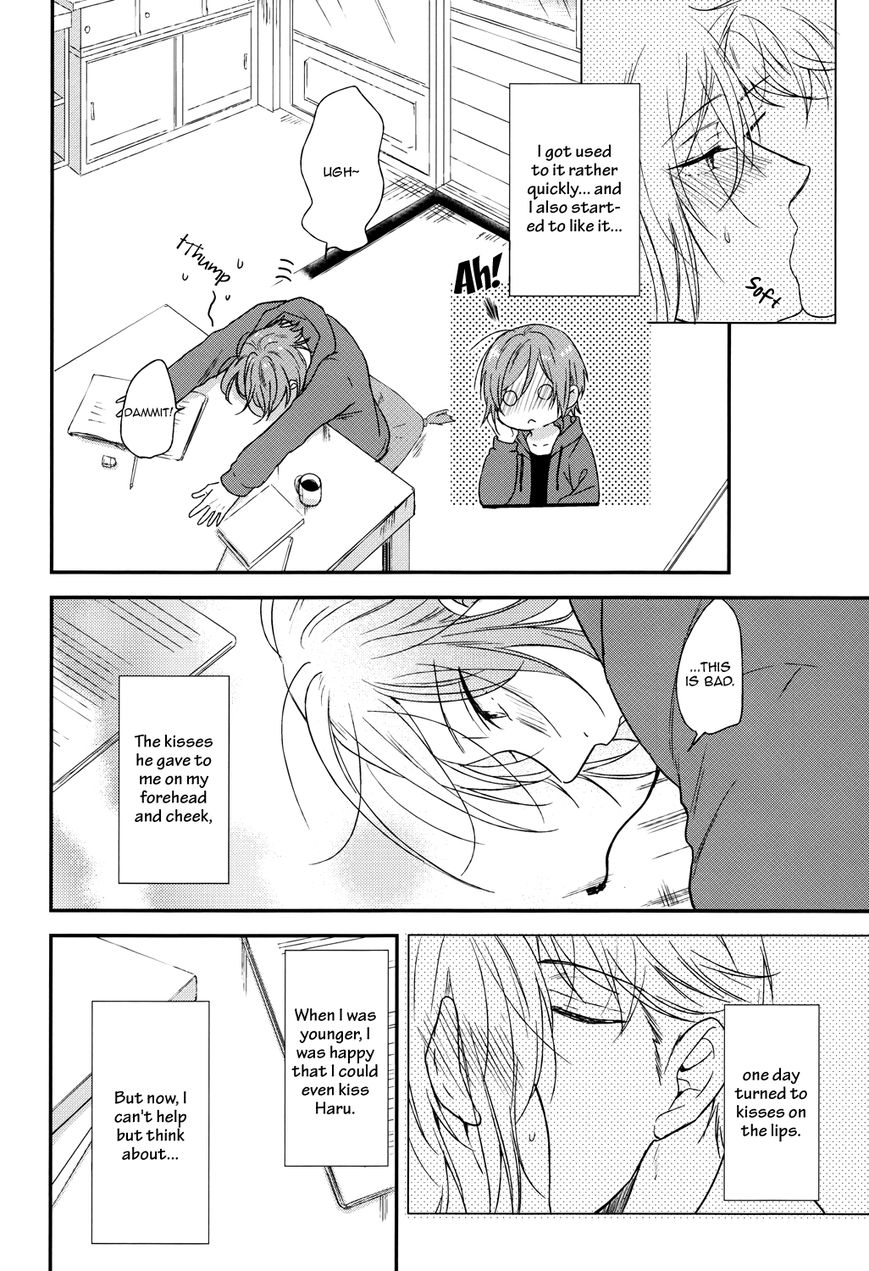 I got used
to it rather
quickly... and
I also start-
ed to like it...
Soft
Ah!
UGH~
tThump
DAMMIT!
...THIS
IS BAD.
The kisses
he gave to
me on my
forehead
and cheek,
one day
turned to
kisses on
the lips.
When I was
younger, I
was happy
that I could
even kiss
Haru.
But now, I
can't help
but think
about...